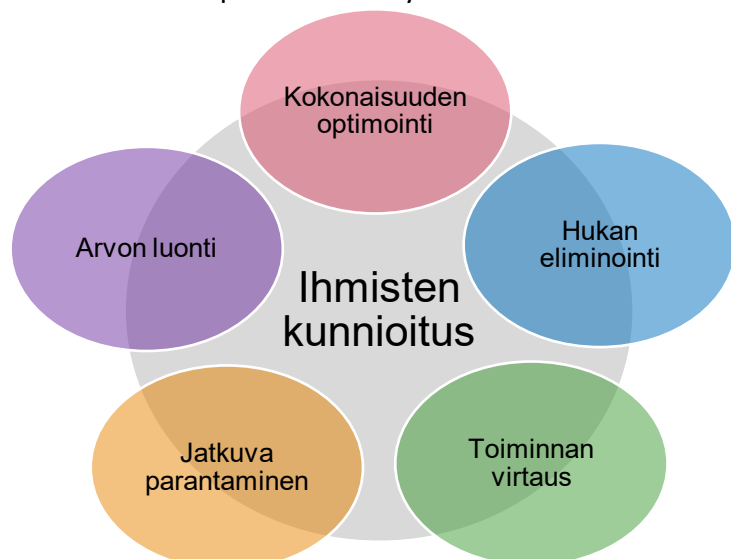 Kokonaisuuden
optimointi
Arvon luonti
Hukan
eliminointi
Ihmisten
kunnioitus
Jatkuva
parantaminen
Toiminnan
virtaus